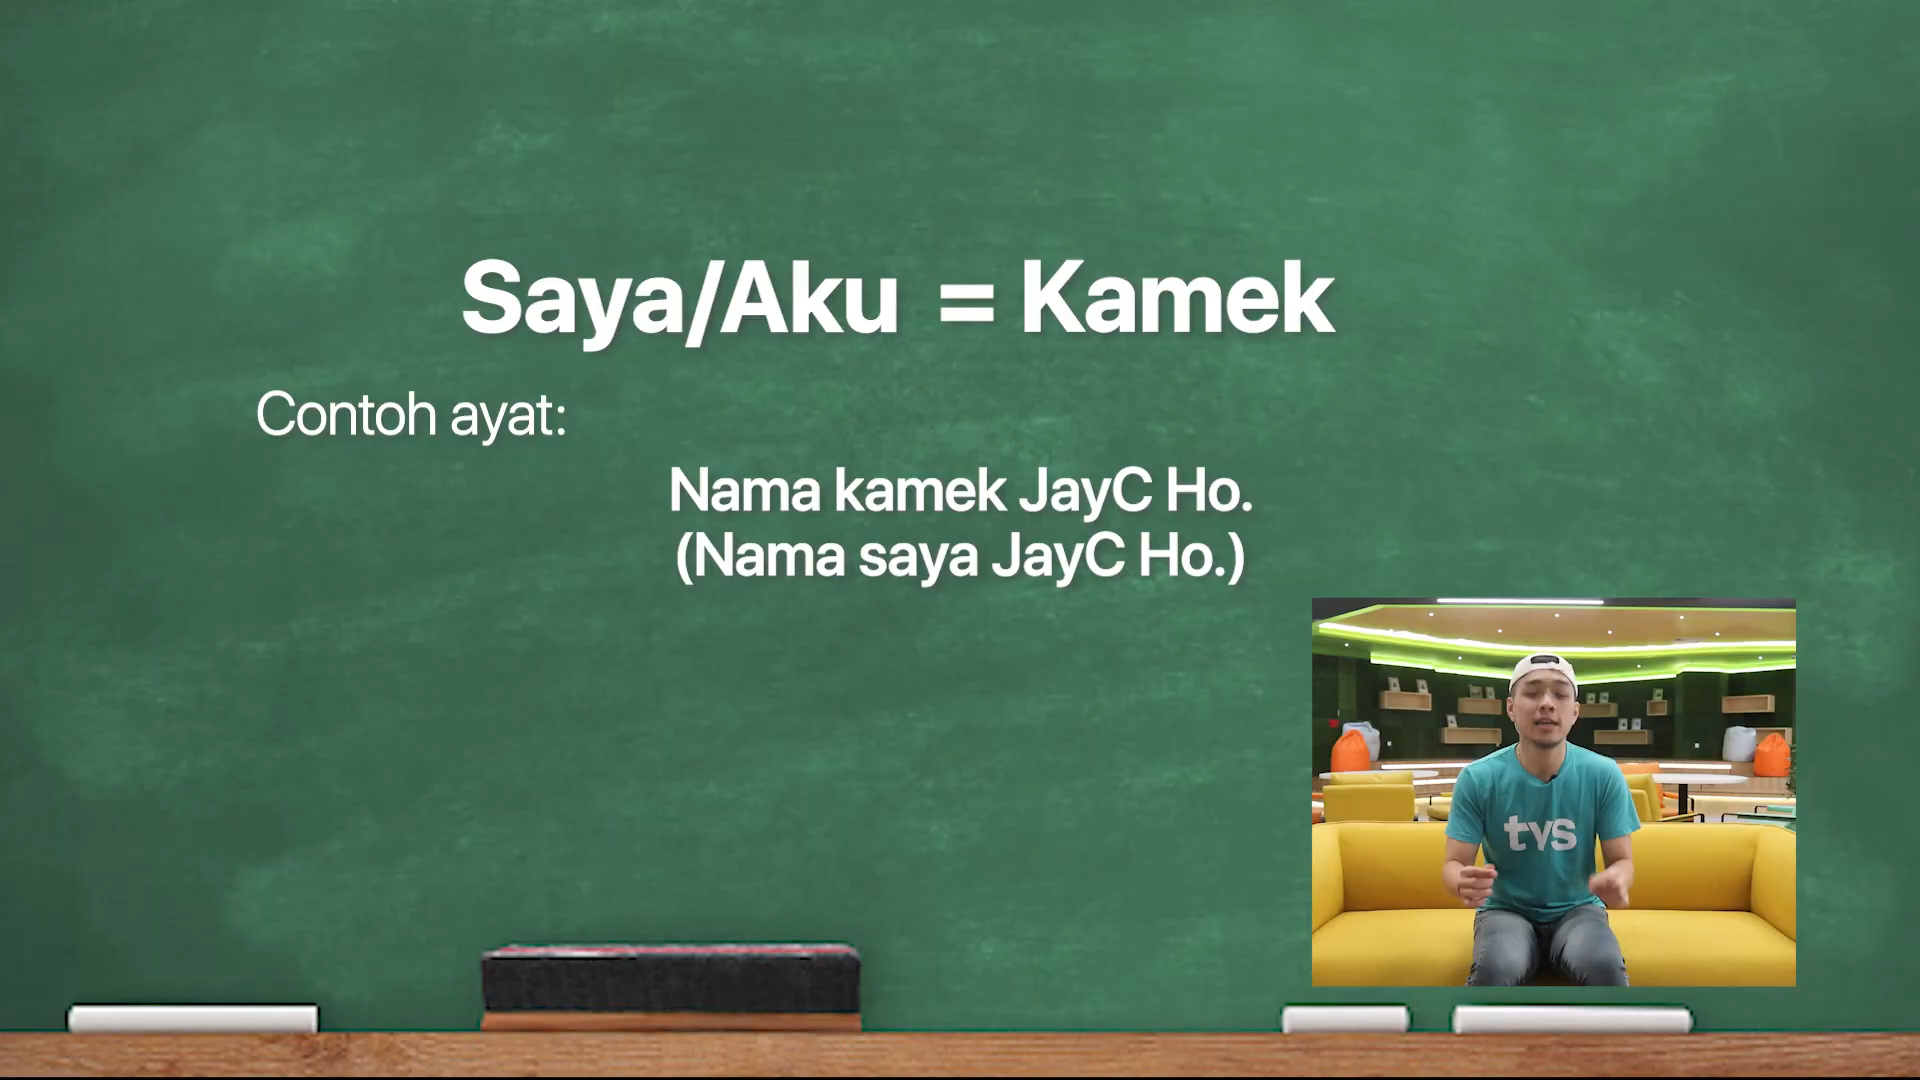 Saya/Aku = Kamek
Contoh ayat:
Nama kamek JayC Ho.
(Nama saya JayC Ho.)
tvs